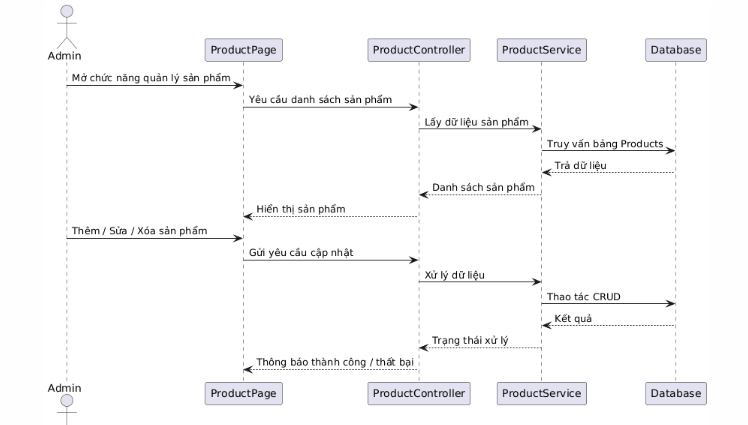 Admin
ProductPage
ProductController
ProductService
Database
Mở chức năng quản lý sản phẩm
Yêu cầu danh sách sản phẩm
Lấy dữ liệu sản phẩm
Truy vấn bảng Products
Trả dữ liệu
Danh sách sản phẩm
Hiển thị sản phẩm
Thêm / Sửa / Xóa sản phẩm
Gửi yêu cầu cập nhật
Xử lý dữ liệu
Thao tác CRUD
Kết quả
Trạng thái xử lý
Thông báo thành công / thất bại
Admin
ProductPage
ProductController
ProductService
Database